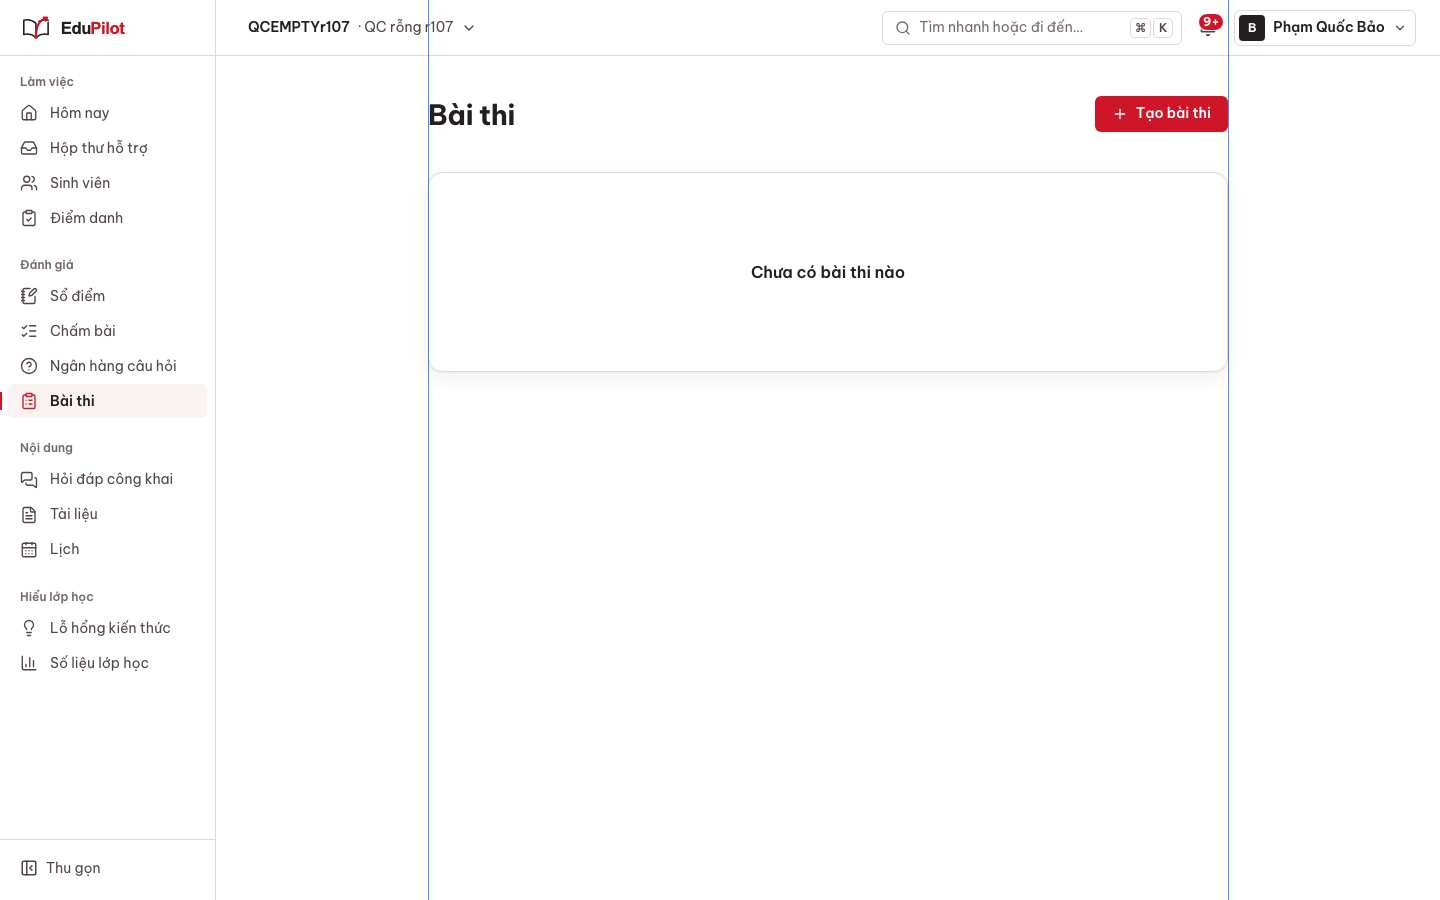 EduPilot
QCEMPTYr107 · QC rỗng r107
Tìm nhanh hoặc đi đến...
⌘ K
9+
B
Phạm Quốc Bảo
Làm việc
Hôm nay
Hộp thư hỗ trợ
Sinh viên
Điểm danh
Đánh giá
Sổ điểm
Chấm bài
Ngân hàng câu hỏi
Bài thi
Nội dung
Hỏi đáp công khai
Tài liệu
Lịch
Hiểu lớp học
Lỗ hổng kiến thức
Số liệu lớp học
Thu gọn
Bài thi
Tạo bài thi
Chưa có bài thi nào